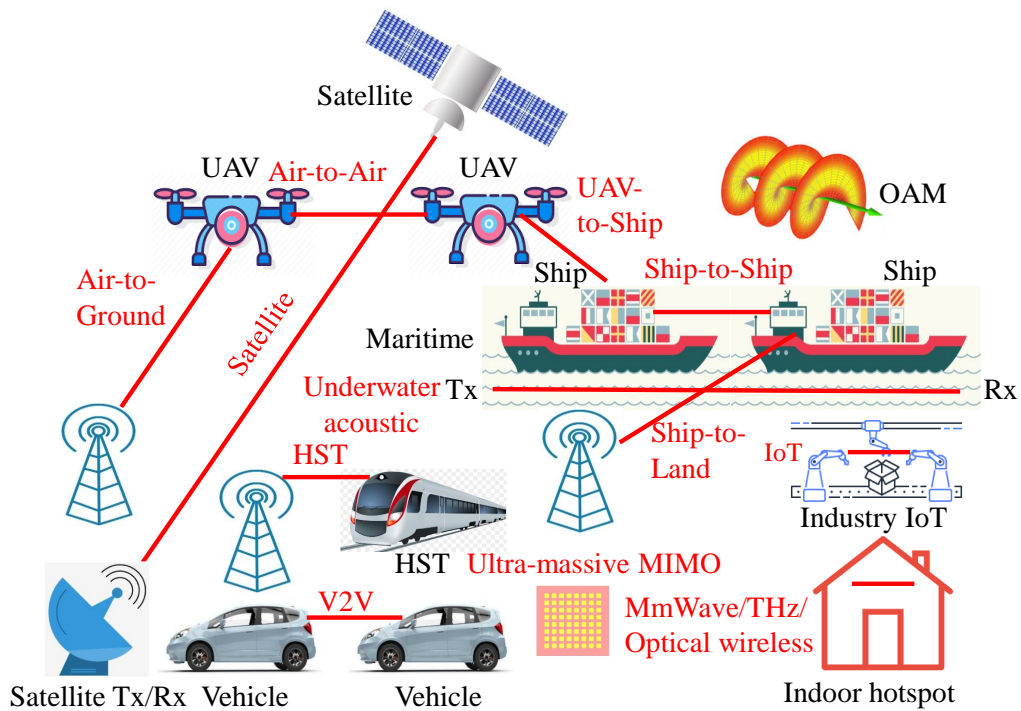 Satellite
UAV
Air-to-Air
UAV
UAV-
to-Ship
OAM
Air-to-
Ground
Satellite
Ship
Ship-to-Ship
Ship
Maritime
Tx
Rx
Underwater
acoustic
HST
Ship-to-
Land
IoT
Industry IoT
HST
Ultra-massive MIMO
V2V
MmWave/THz/
Optical wireless
Satellite Tx/Rx
Vehicle
Vehicle
Indoor hotspot